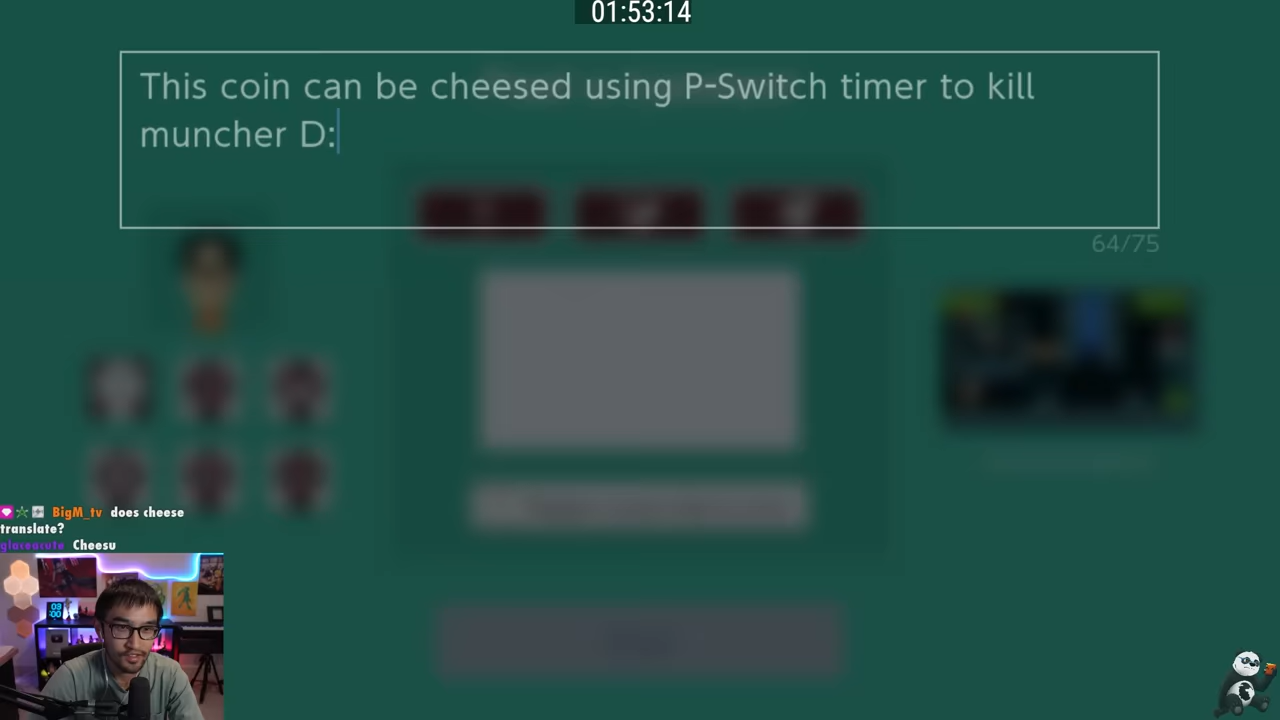 01:53:14
This coin can be cheesed using P-Switch timer to kill
muncher D:
64/75
BigM_tv does cheese
translate?
glaceacute Cheesu